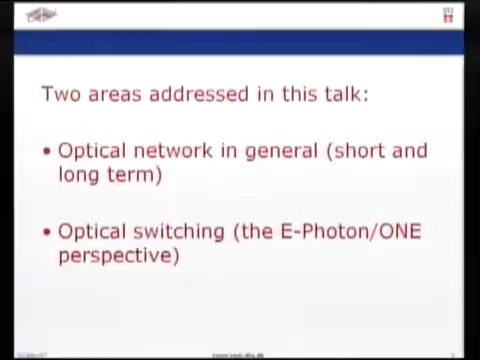 Two areas addressed in this talk:
• Optical network in general (short and
long term)
• Optical switching (the E-Photon/ONE
perspective)